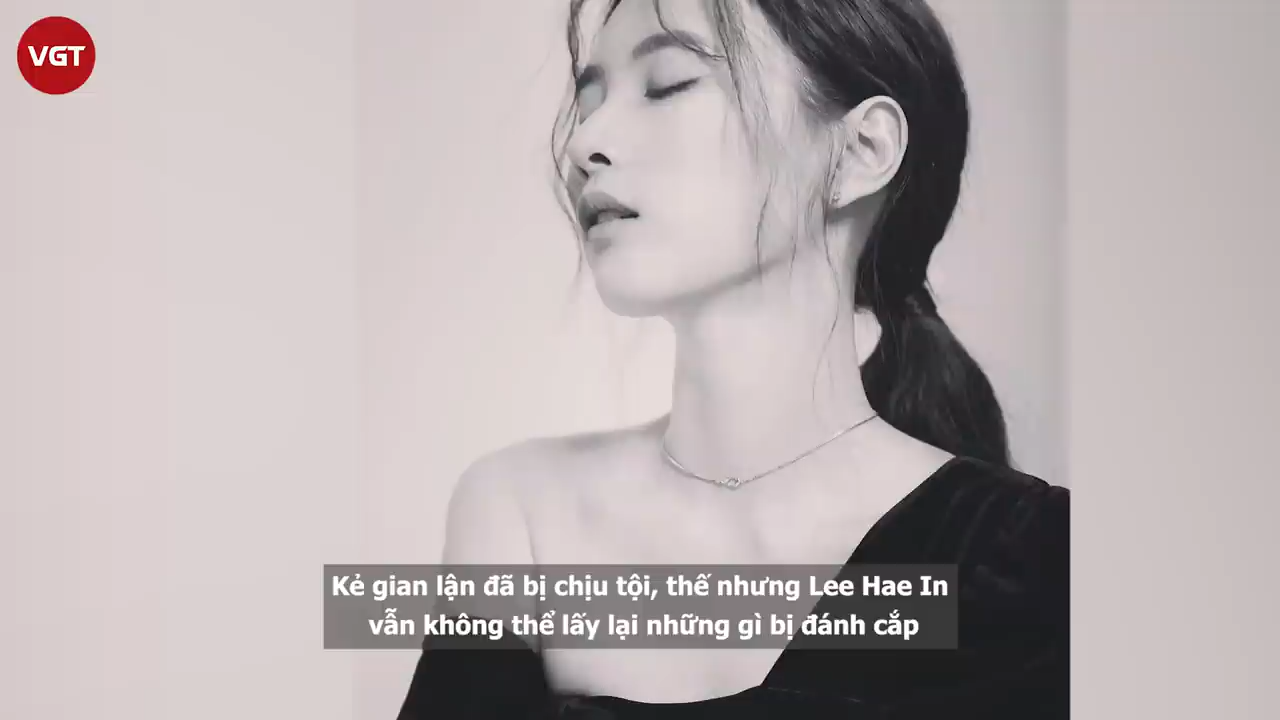 VGT
Kẻ gian lận đã bị chịu tội, thế nhưng Lee Hae In
vẫn không thể lấy lại những gì bị đánh cắp